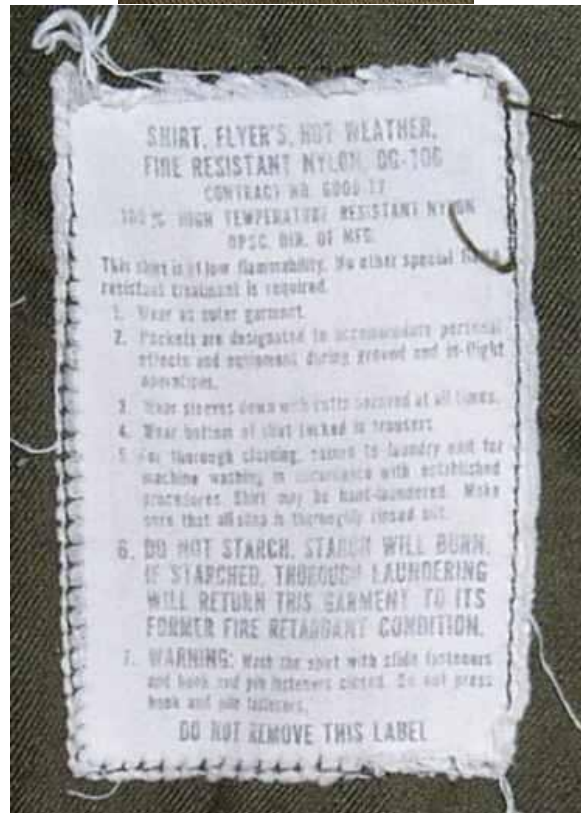 SHIRT, FLYER'S, HOT WEATHER,
FIRE RESISTANT NYLON, OG-106
CONTRACT NO.
100% HIGH TEMPERATURE RESISTANT NYLON
DPSC, DIR. OF MFG.
This shirt is of low flammability. No other special
resistant treatment is required.
1. Wear as outer garment.
2. Pockets are designated to accommodate personal
effects and equipment during ground and in-flight
operations.
3. Wear sleeves down with cuffs secured at all times.
4. Wear bottom of shirt tucked in trousers.
5. For thorough cleaning, return to laundry unit for
machine washing in accordance with established
procedures. Shirt may be hand-laundered. Make
sure that all soap is thoroughly rinsed out.
6. DO NOT STARCH. STARCH WILL BURN.
IF STARCHED, THOROUGH LAUNDERING
WILL RETURN THIS GARMENT TO ITS
FORMER FIRE RETARDANT CONDITION.
7. WARNING: Wash the shirt with slide fasteners
and hook and pile fasteners closed. Do not press
hook and pile fasteners.
DO NOT REMOVE THIS LABEL